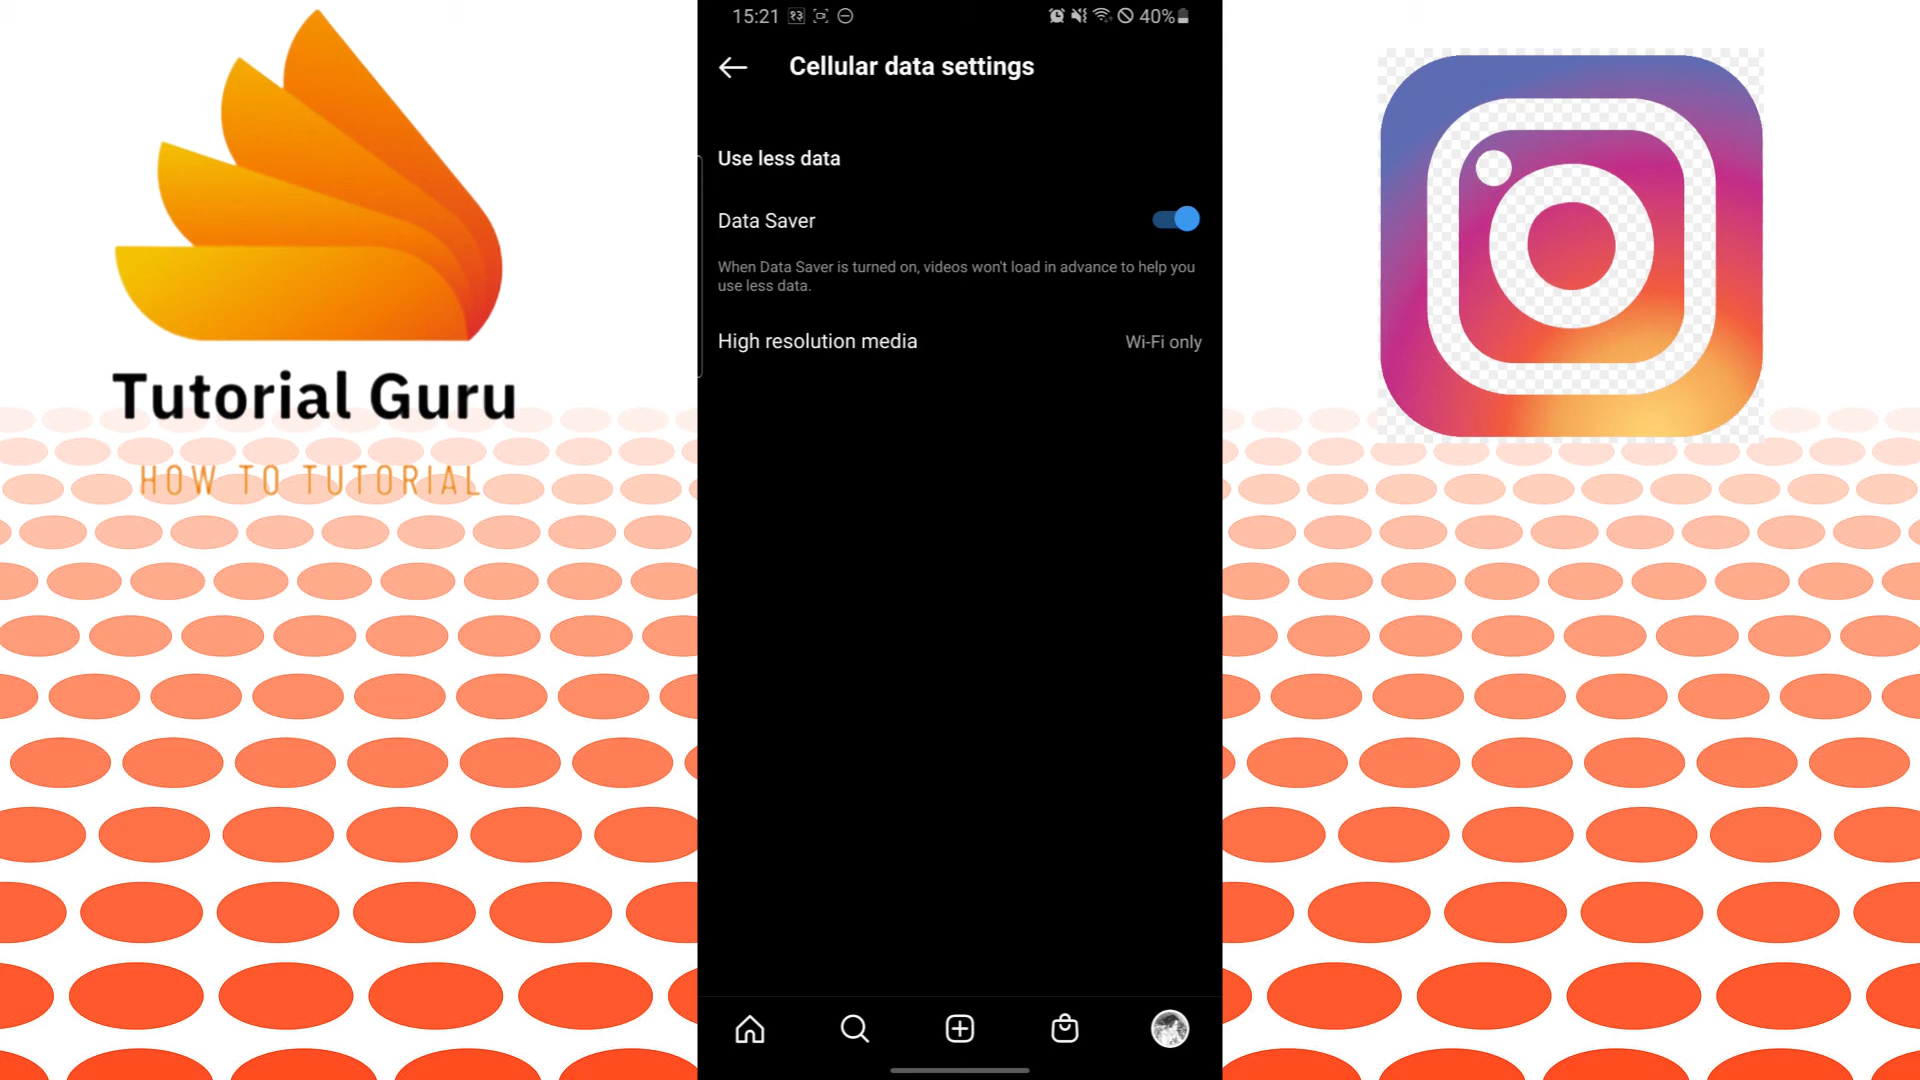 15:21
40%
Cellular data settings
Use less data
Data Saver
When Data Saver is turned on, videos won't load in advance to help you
use less data.
High resolution media Wi-Fi only
Tutorial Guru
HOW TO TUTORIAL